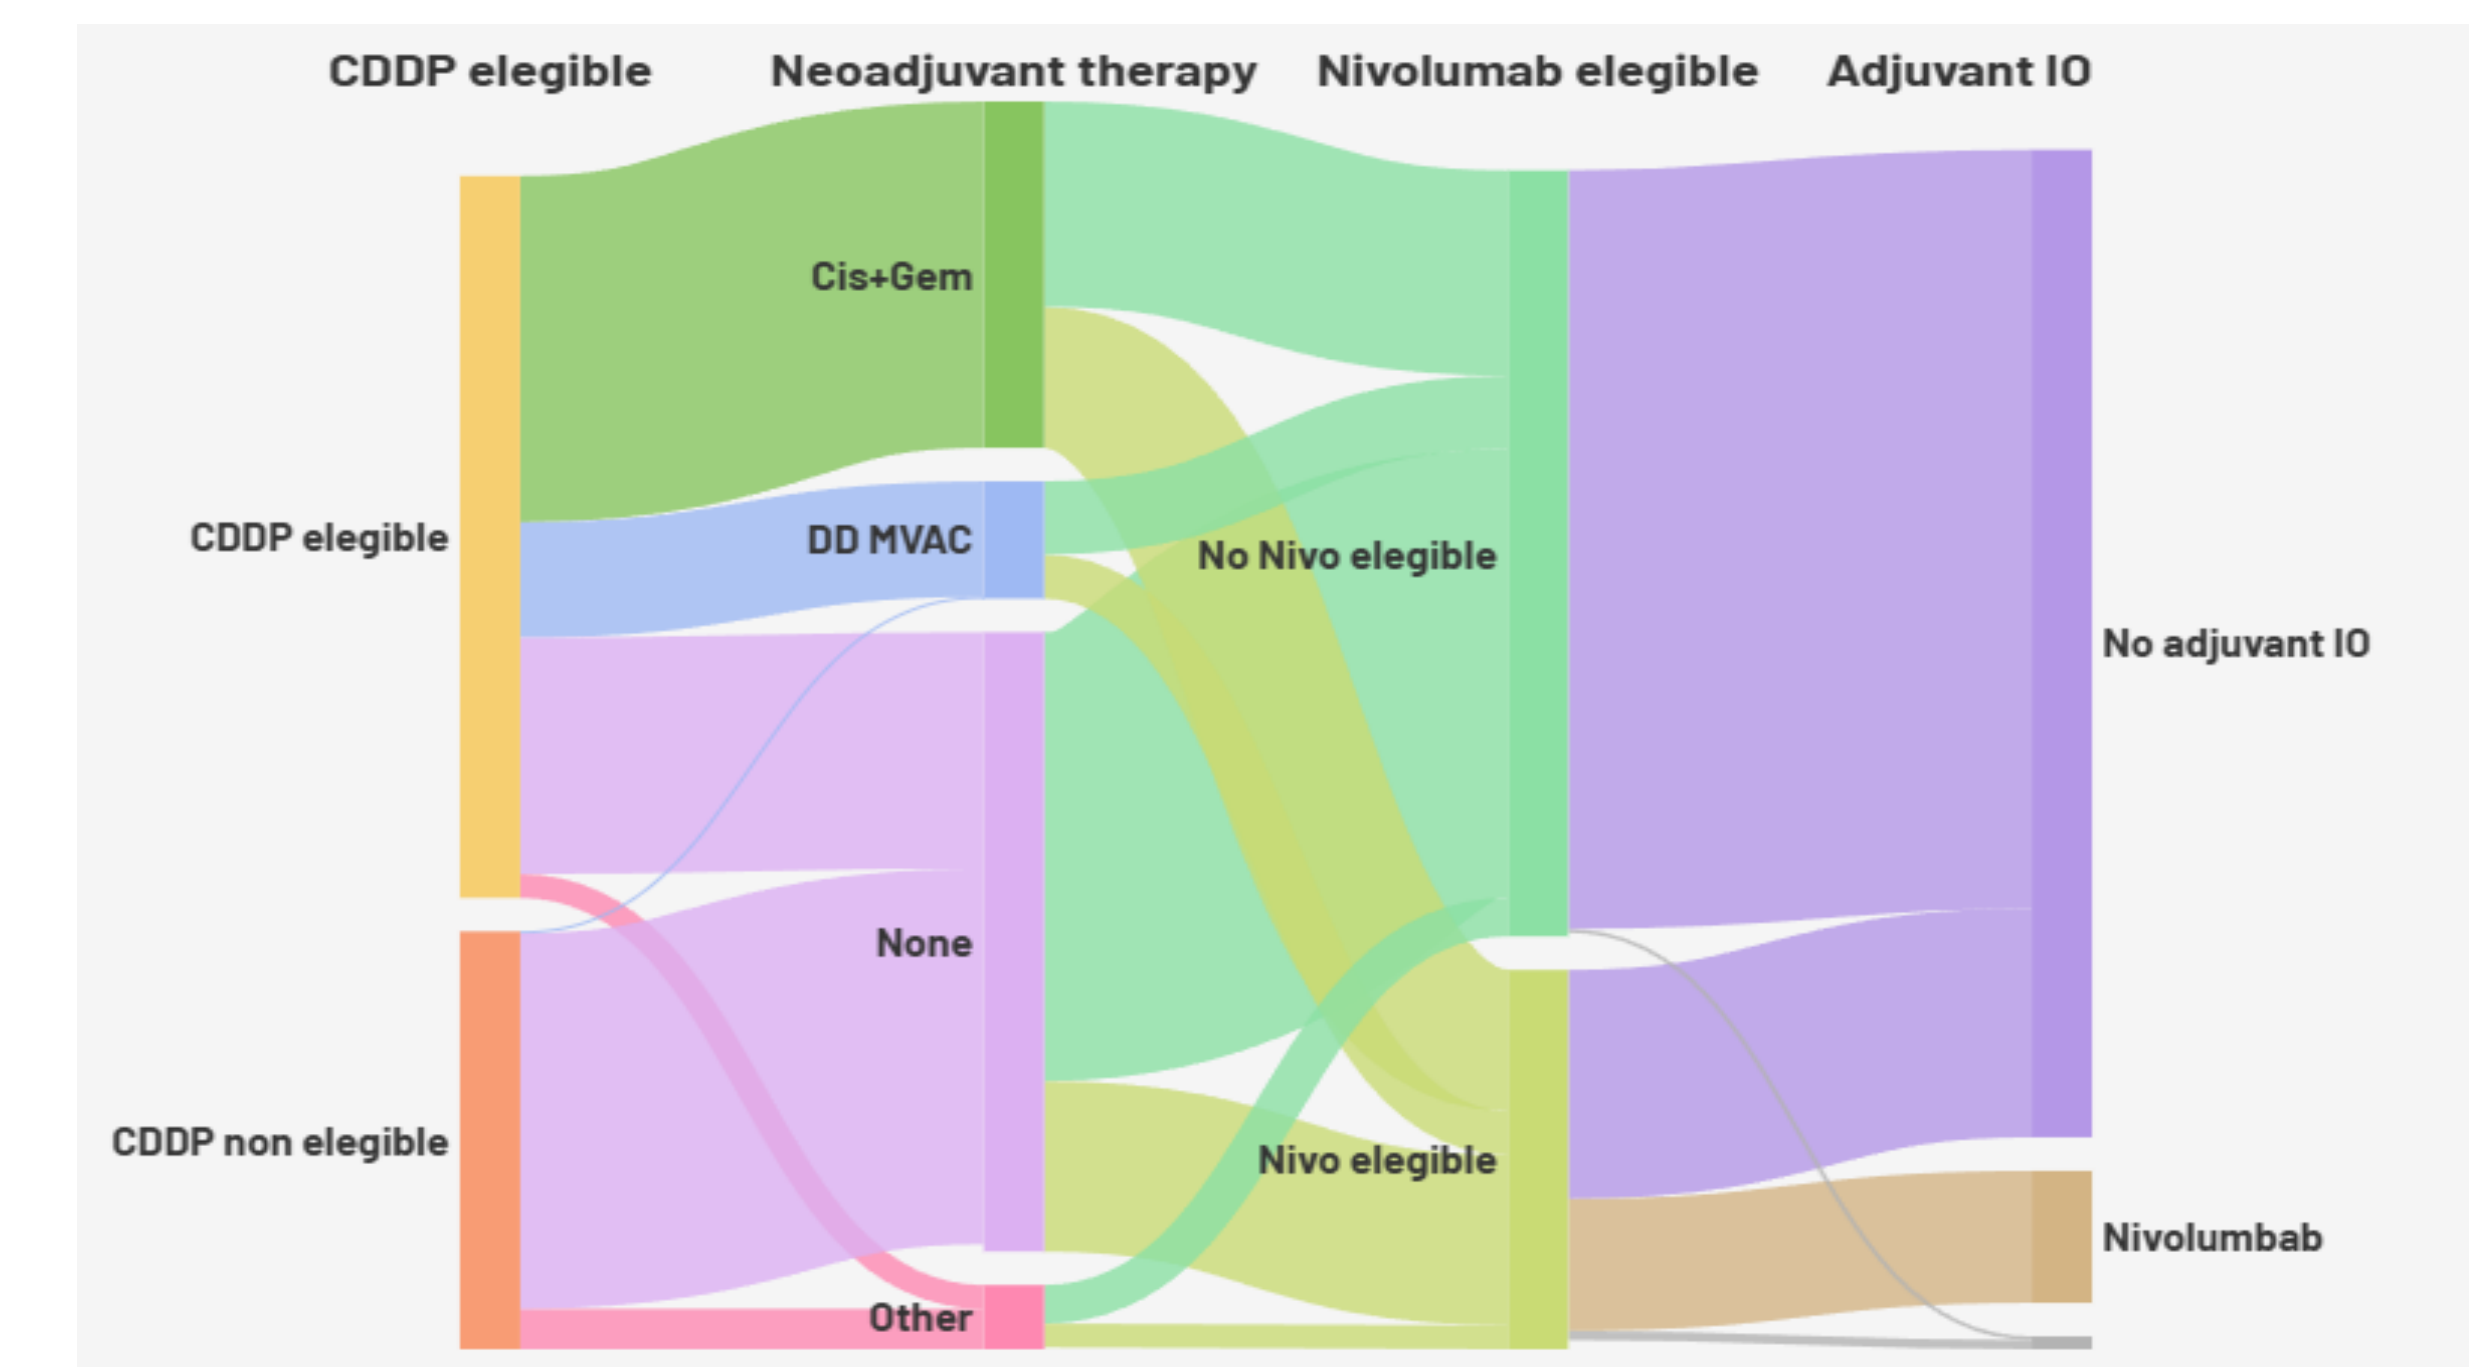 CDDP elegible
Neoadjuvant therapy
Nivolumab elegible
Adjuvant IO
Cis+Gem
CDDP elegible
DD MVAC
No Nivo elegible
No adjuvant IO
None
CDDP non elegible
Nivo elegible
Nivolumbab
Other